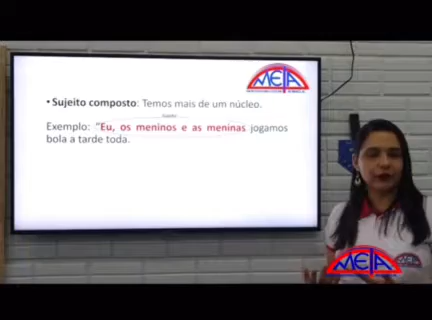 META
• Sujeito composto: Temos mais de um núcleo.
Sujeito
Exemplo: "Eu, os meninos e as meninas jogamos
bola a tarde toda.
META